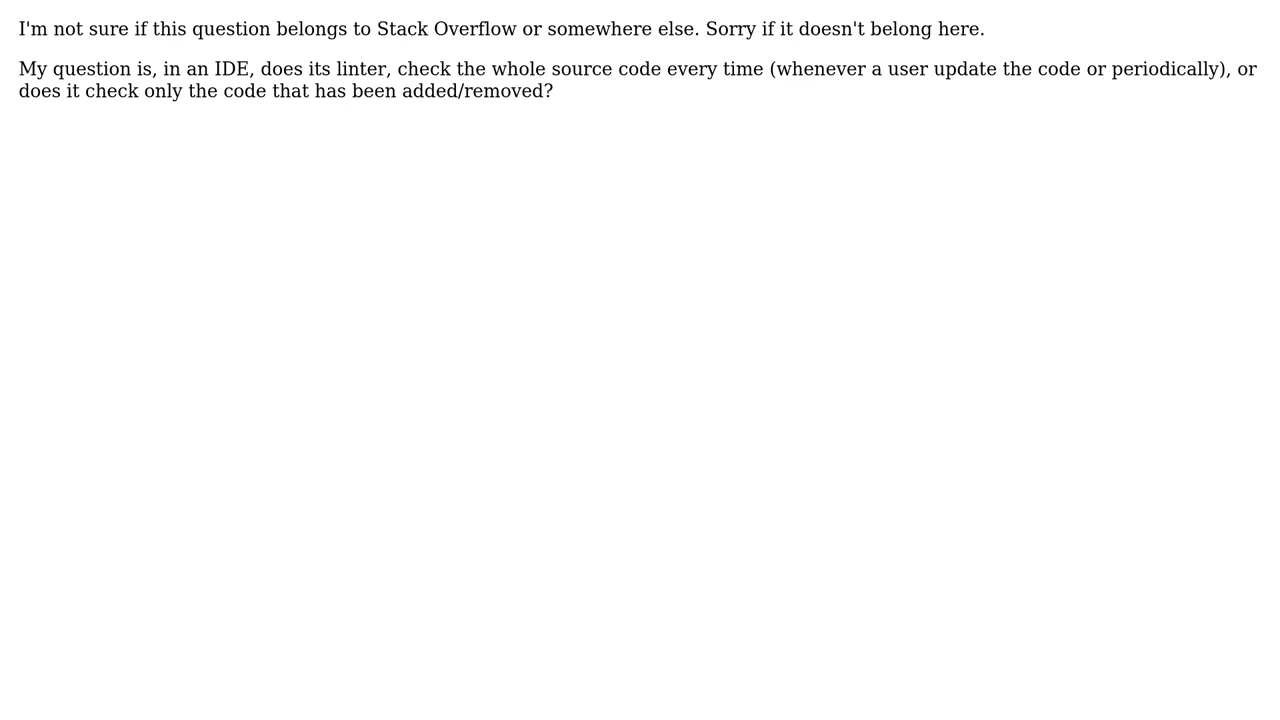 I'm not sure if this question belongs to Stack Overflow or somewhere else. Sorry if it doesn't belong here.
My question is, in an IDE, does its linter, check the whole source code every time (whenever a user update the code or periodically), or
does it check only the code that has been added/removed?